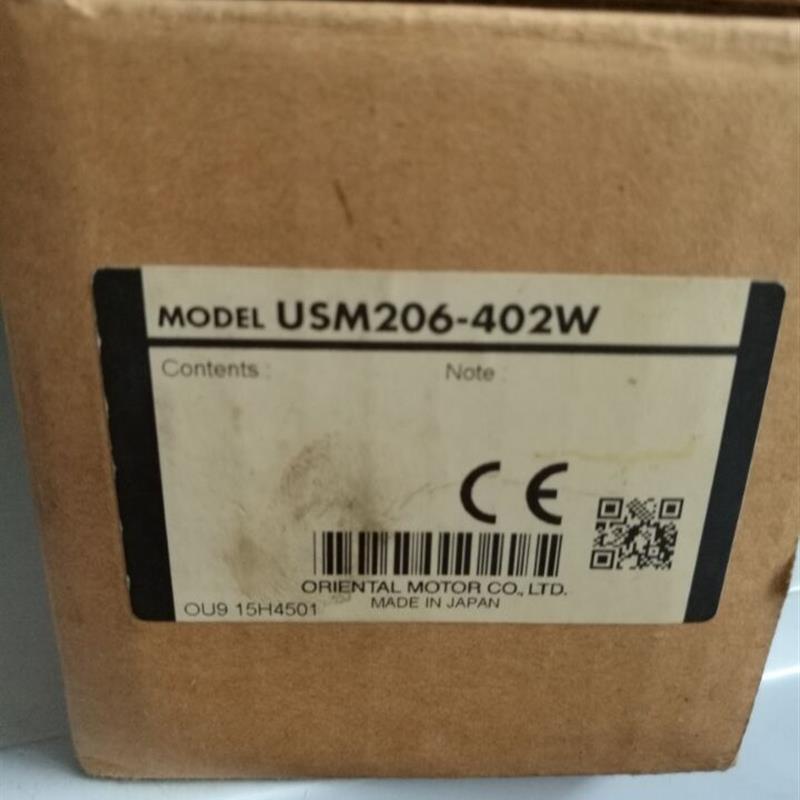 MODEL USM206-402W
Contents : Note :
CE
ORIENTAL MOTOR CO., LTD.
OU9 15H4501 MADE IN JAPAN